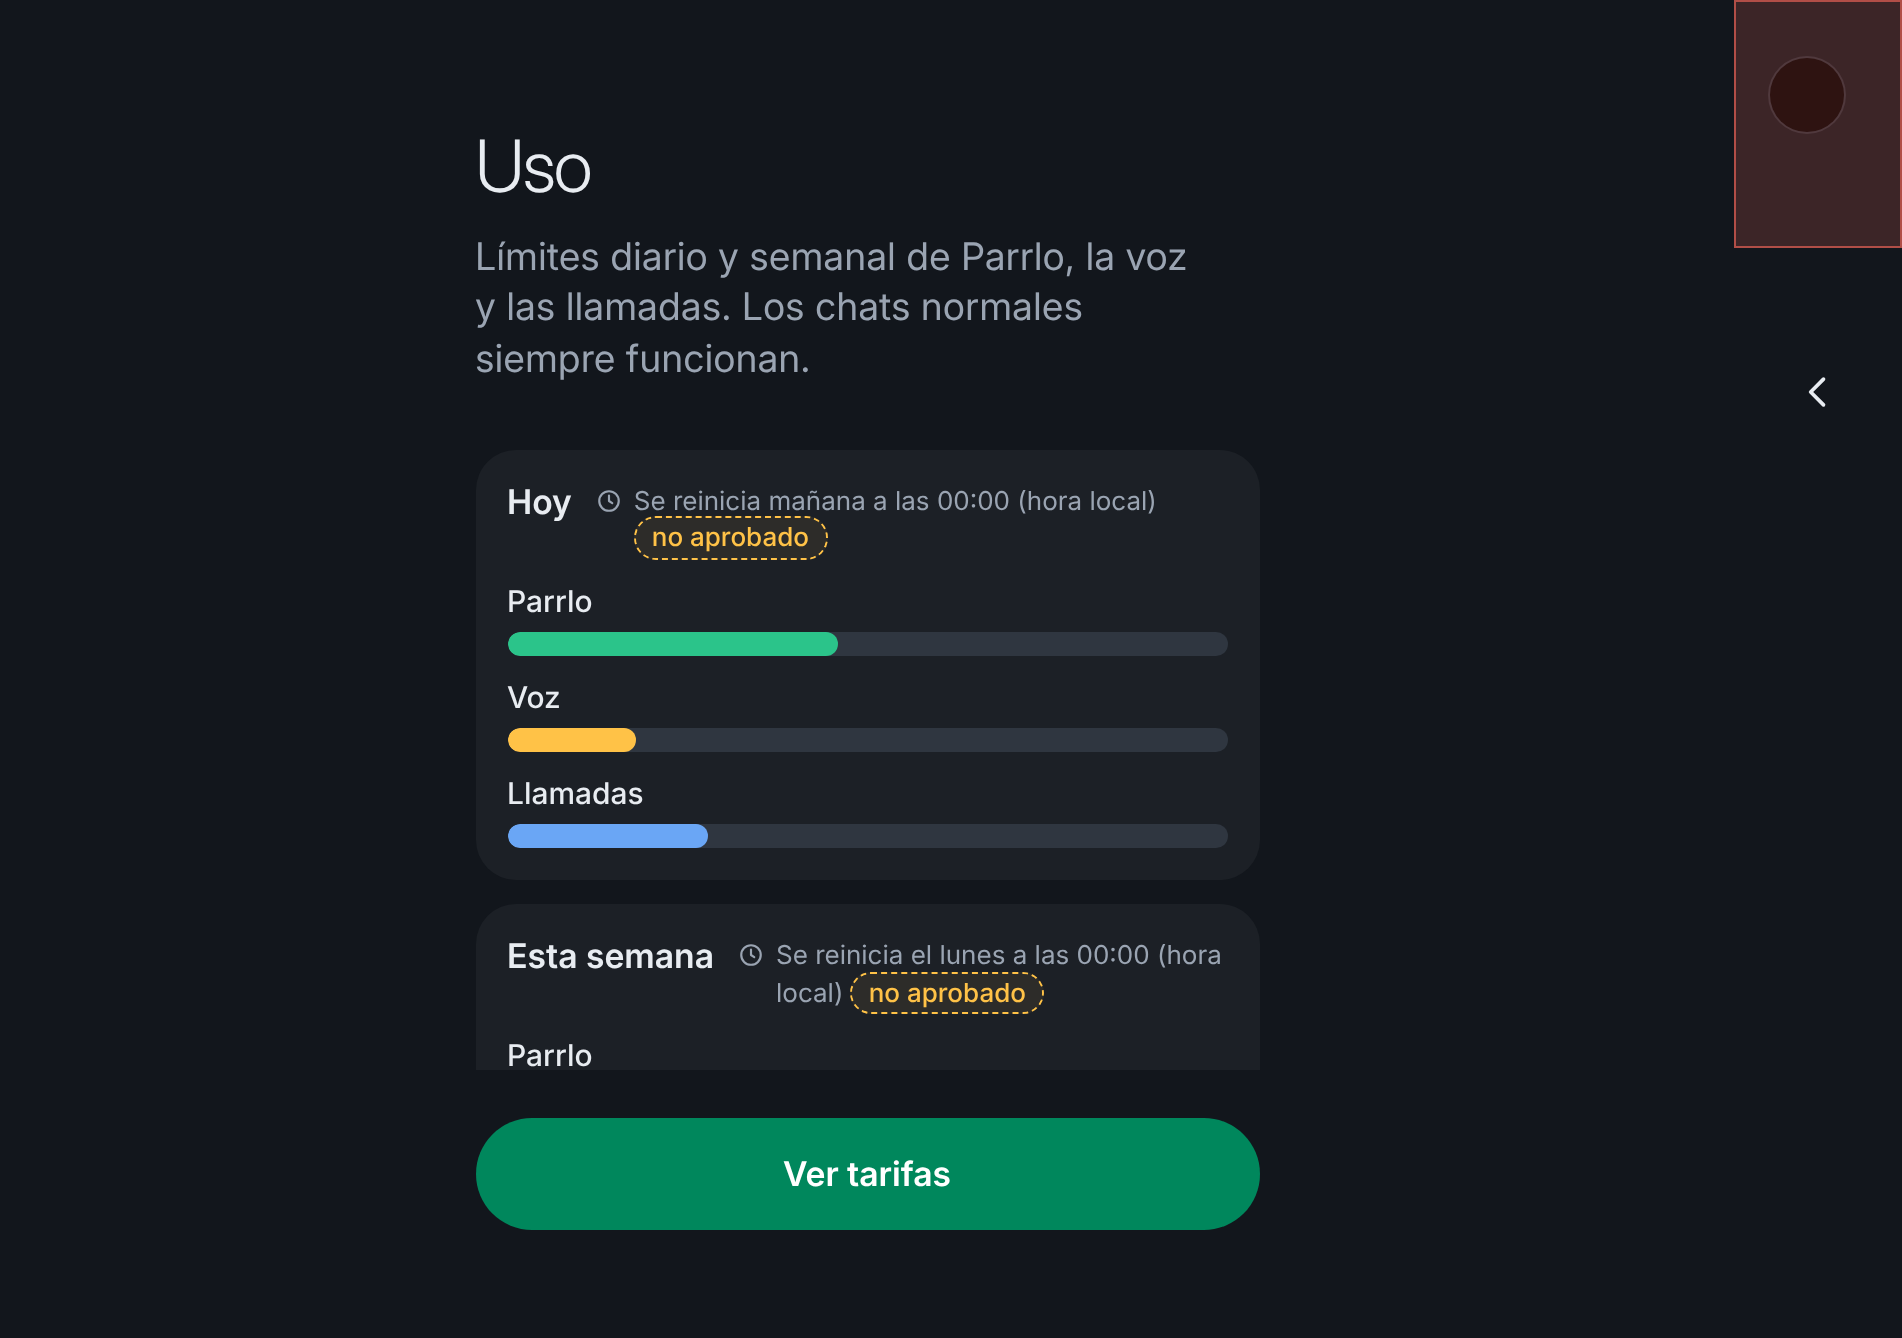 Uso
Límites diario y semanal de Parrlo, la voz
y las llamadas. Los chats normales
siempre funcionan.
Hoy Se reinicia mañana a las 00:00 (hora local)
no aprobado
Parrlo
Voz
Llamadas
Esta semana Se reinicia el lunes a las 00:00 (hora
local) no aprobado
Parrlo
Ver tarifas